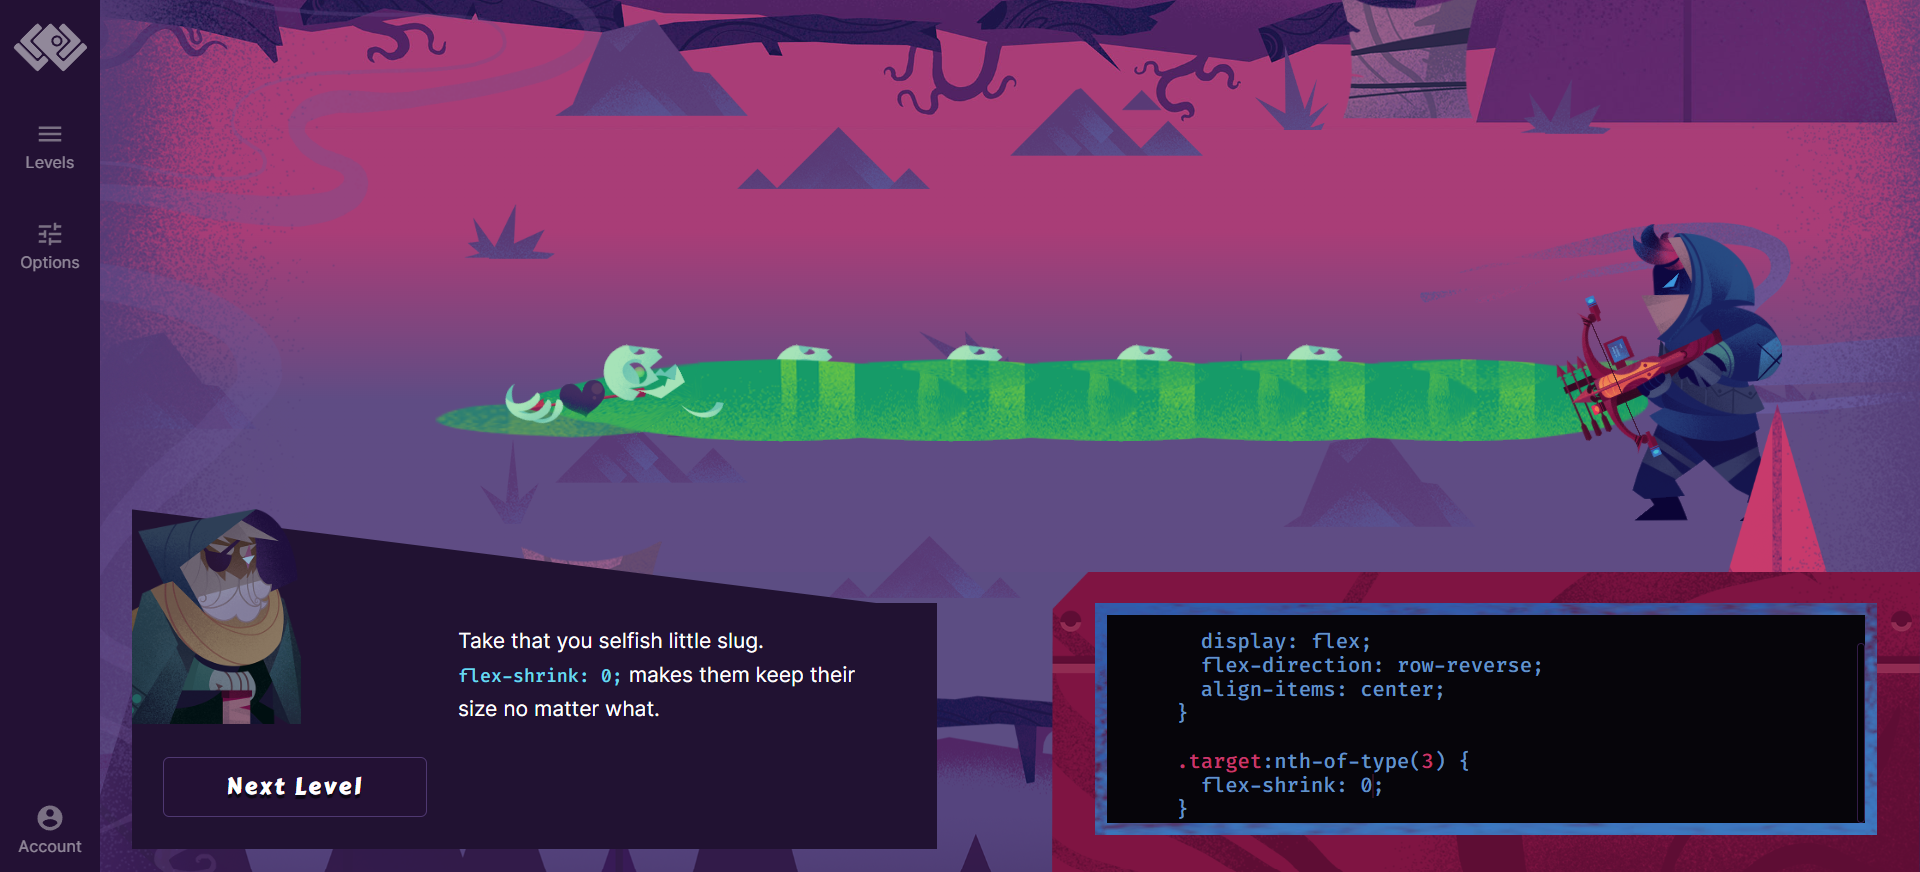 Levels
Options
Take that you selfish little slug.
flex-shrink: 0; makes them keep their
size no matter what.
Next Level
Account
display: flex;
flex-direction: row-reverse;
align-items: center;
}
.target:nth-of-type(3) {
flex-shrink: 0;
}